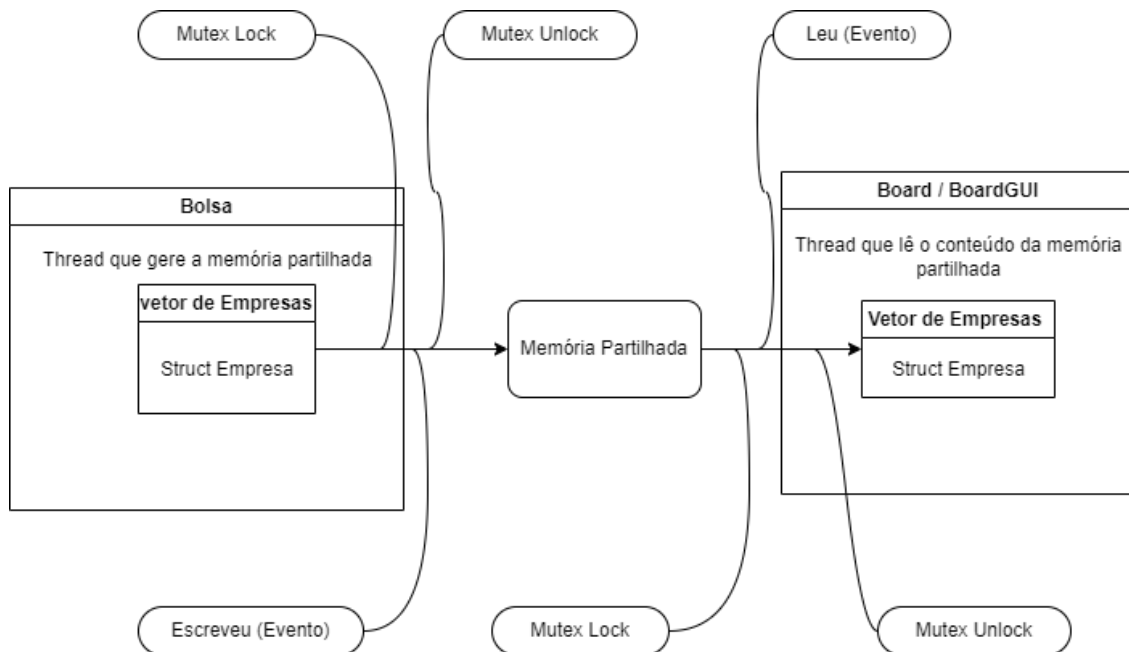 Mutex Lock
Mutex Unlock
Leu (Evento)
Bolsa
Thread que gere a memória partilhada
vetor de Empresas
Struct Empresa
Memória Partilhada
Board / BoardGUI
Thread que lê o conteúdo da memória
partilhada
Vetor de Empresas
Struct Empresa
Escreveu (Evento)
Mutex Lock
Mutex Unlock